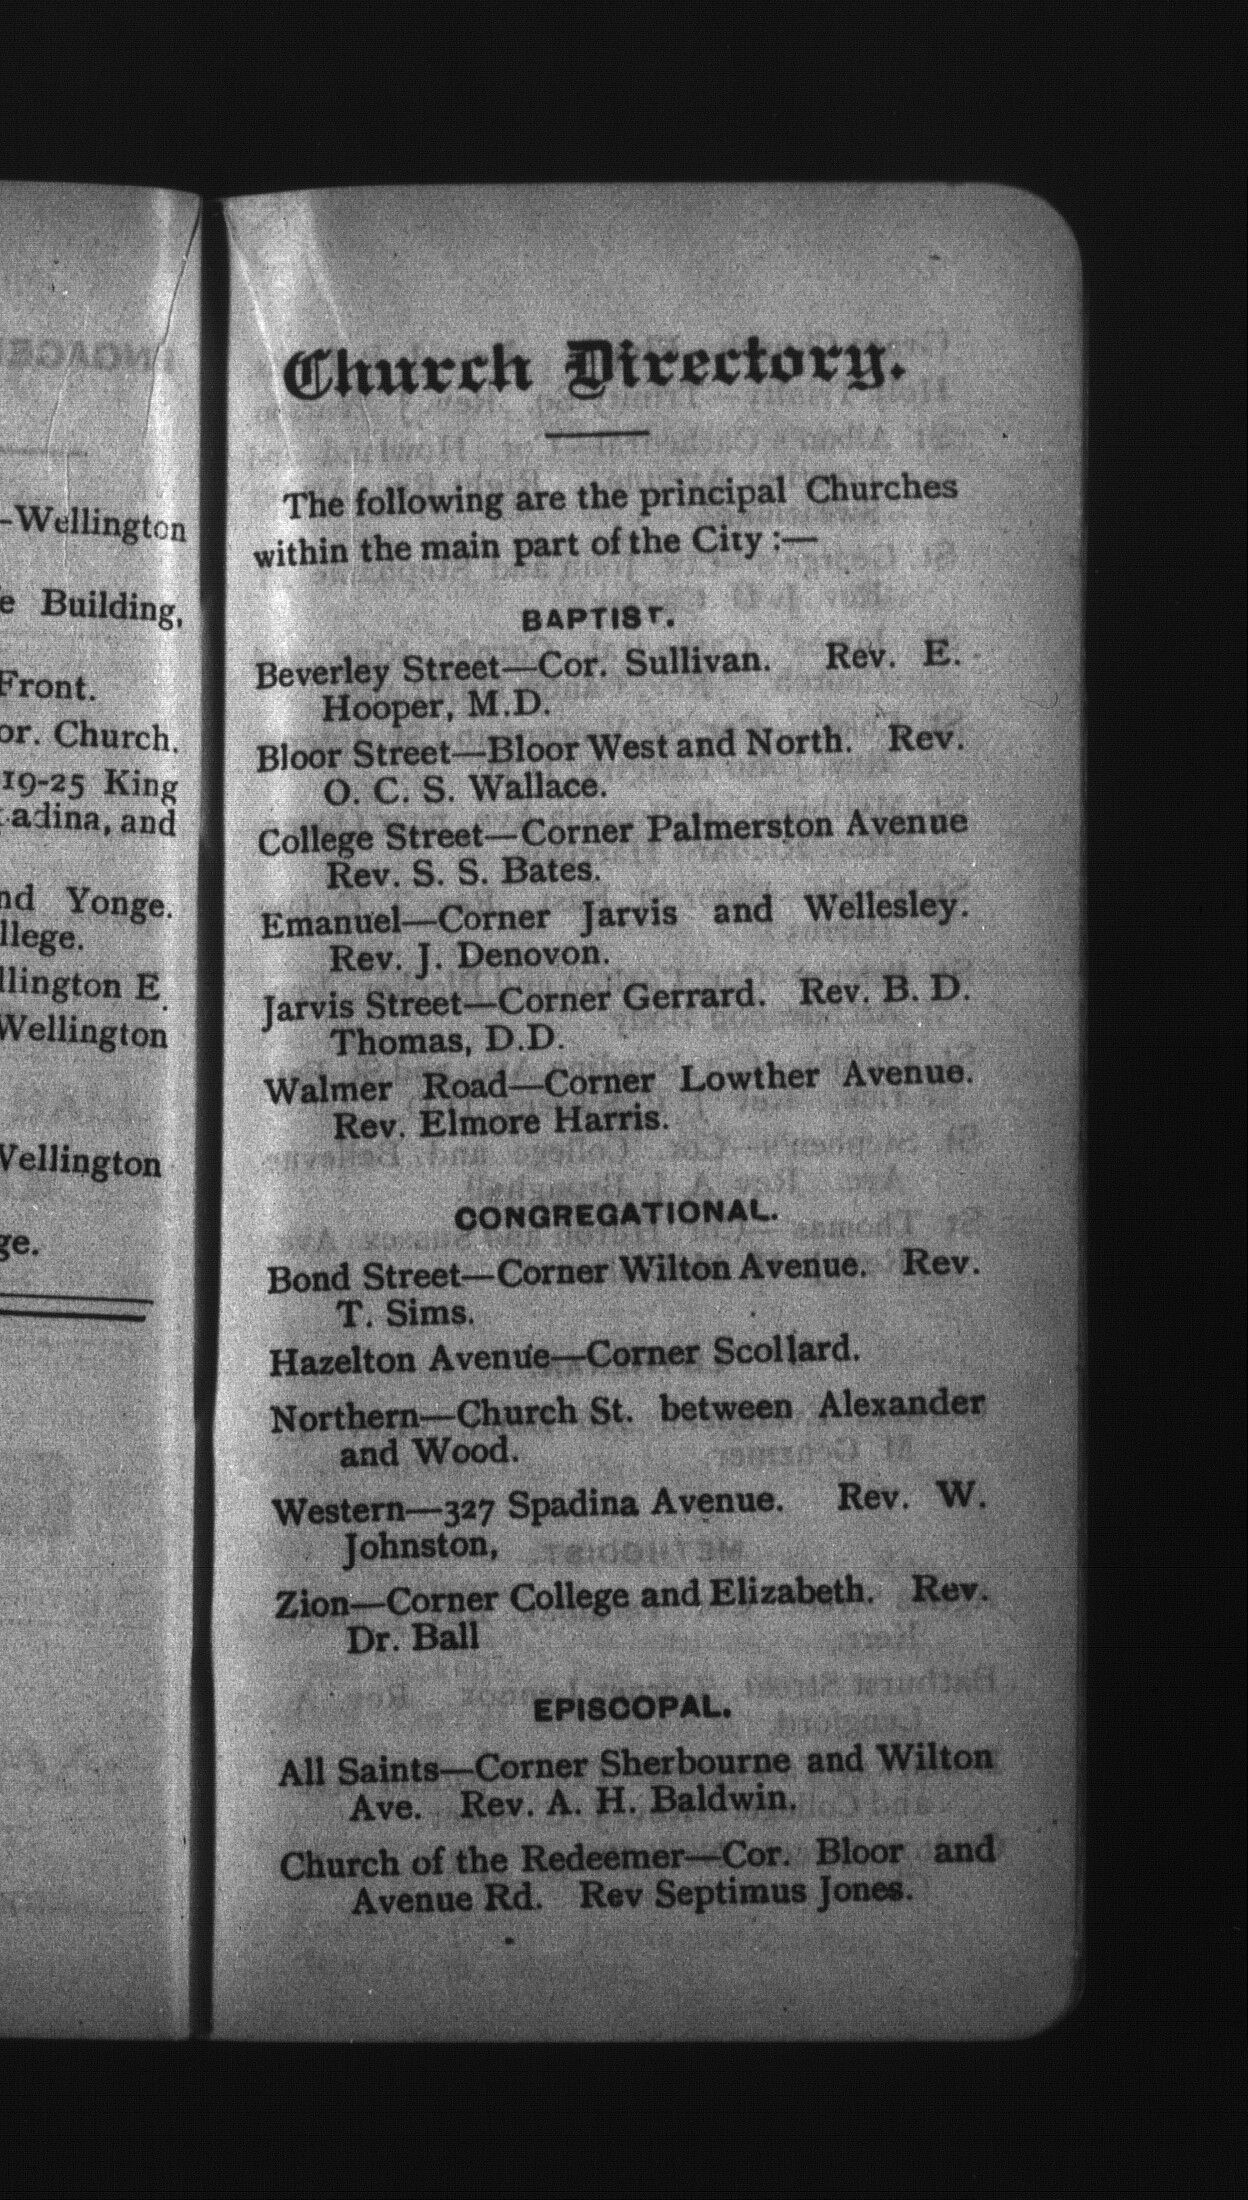 -Wellington
e Building,
Front.
or. Church.
19-25 King
adina, and
nd Yonge.
llege.
llington E.
Wellington
Wellington
ge.
Church Directory.
The following are the principal Churches
within the main part of the City :—
BAPTIST.
Beverley Street—Cor. Sullivan. Rev. E.
Hooper, M.D.
Bloor Street—Bloor West and North. Rev.
O. C. S. Wallace.
College Street—Corner Palmerston Avenue
Rev. S. S. Bates.
Emanuel—Corner Jarvis and Wellesley.
Rev. J. Denovon.
Jarvis Street—Corner Gerrard. Rev. B. D.
Thomas, D.D.
Walmer Road—Corner Lowther Avenue.
Rev. Elmore Harris.
CONGREGATIONAL.
Bond Street—Corner Wilton Avenue. Rev.
T. Sims.
Hazelton Avenue—Corner Scollard.
Northern—Church St. between Alexander
and Wood.
Western—327 Spadina Avenue. Rev. W.
Johnston,
Zion—Corner College and Elizabeth. Rev.
Dr. Ball
EPISCOPAL.
All Saints—Corner Sherbourne and Wilton
Ave. Rev. A. H. Baldwin.
Church of the Redeemer—Cor. Bloor and
Avenue Rd. Rev Septimus Jones.